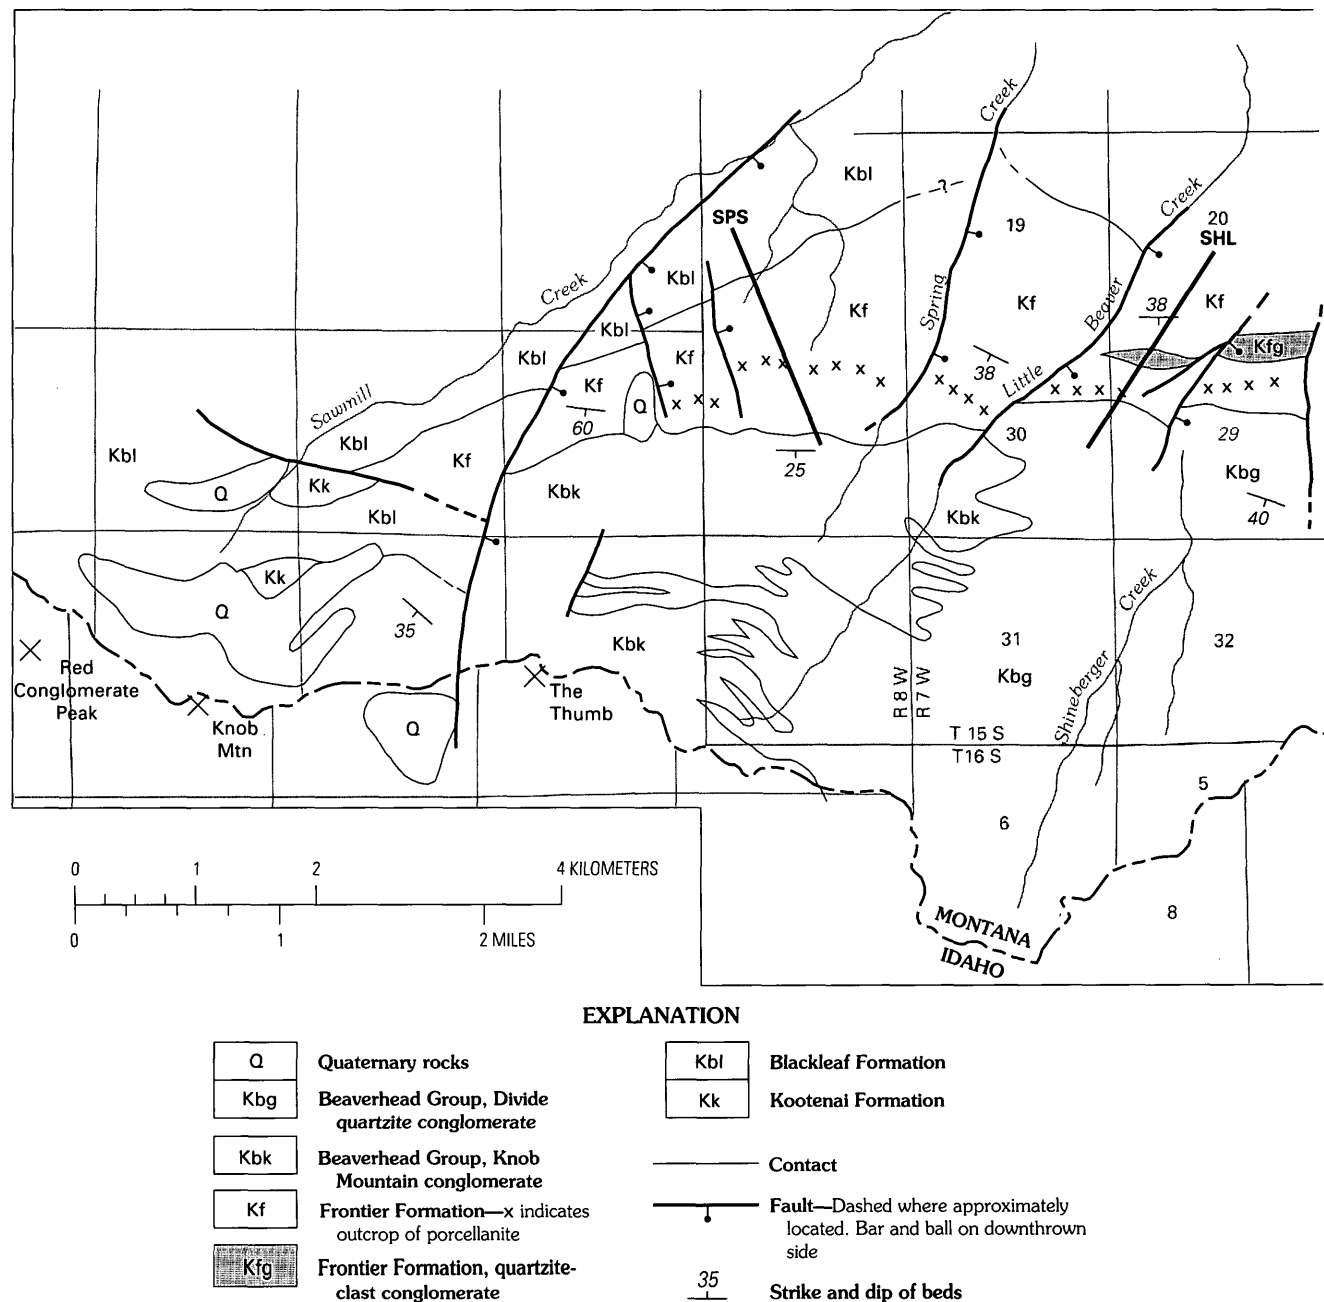 Creek
Creek
Kbl
?
Creek
SPS
19
20
SHL
Kbl
Creek
Spring
Kf
Kf
Beaver
38
Kf
Kbl
Kbl
Kf
38
Kfg
Kf
x x x x x x x
x x x x
Little
x x x x
x x x x
60
Q
x x x
Sawmill
Kbl
Kf
30
29
Kbl
25
Kbg
Q
Kk
Kbk
Kbl
Kbk
40
Kk
Q
35
Kbk
Creek
31
32
Red
Conglomerate
Peak
Kbg
R 8 W
R 7 W
Shineberger
The
Thumb
Knob
Mtn
Q
T 15 S
T 16 S
5
6
8
MONTANA
IDAHO
0 1 2 4 KILOMETERS
0 1 2 MILES
EXPLANATION
Q Quaternary rocks
Kbg Beaverhead Group, Divide
quartzite conglomerate
Kbk Beaverhead Group, Knob
Mountain conglomerate
Kf Frontier Formation—x indicates
outcrop of porcellanite
Kfg Frontier Formation, quartzite-
clast conglomerate
Kbl Blackleaf Formation
Kk Kootenai Formation
Contact
Fault—Dashed where approximately
located. Bar and ball on downthrown
side
35 Strike and dip of beds